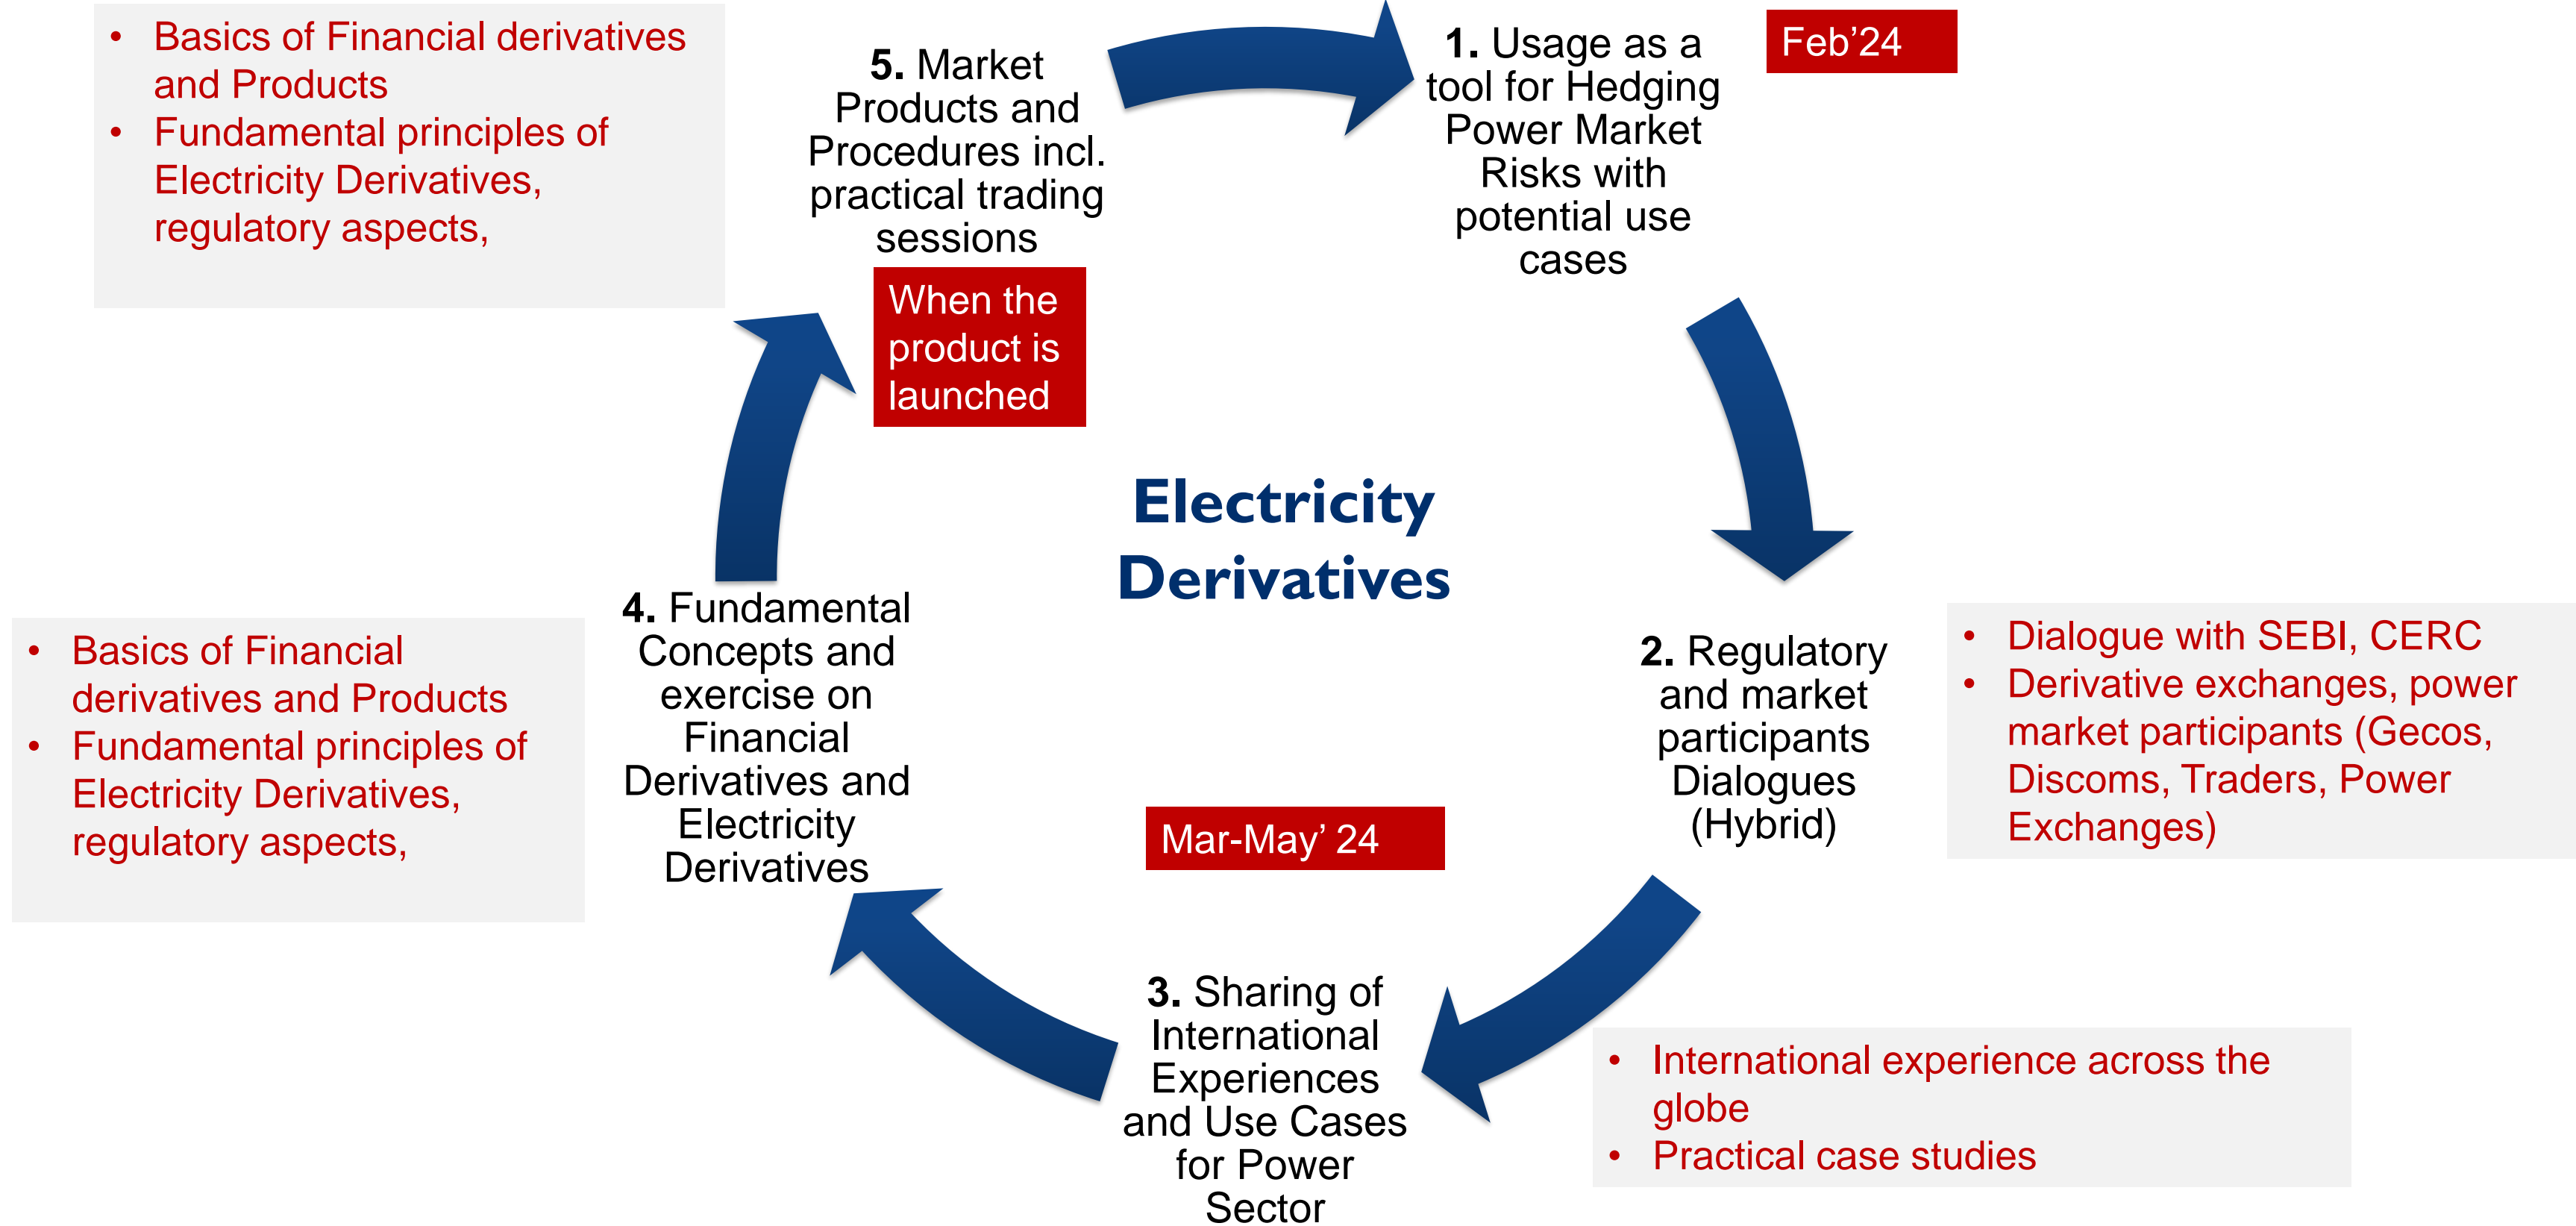 • Basics of Financial derivatives
and Products
• Fundamental principles of
Electricity Derivatives,
regulatory aspects,
5. Market
Products and
Procedures incl.
practical trading
sessions
When the
product is
launched
1. Usage as a
tool for Hedging
Power Market
Risks with
potential use
cases
Feb’24
Electricity
Derivatives
4. Fundamental
Concepts and
exercise on
Financial
Derivatives and
Electricity
Derivatives
• Basics of Financial
derivatives and Products
• Fundamental principles of
Electricity Derivatives,
regulatory aspects,
2. Regulatory
and market
participants
Dialogues
(Hybrid)
• Dialogue with SEBI, CERC
• Derivative exchanges, power
market participants (Gecos,
Discoms, Traders, Power
Exchanges)
Mar-May’ 24
3. Sharing of
International
Experiences
and Use Cases
for Power
Sector
• International experience across the
globe
• Practical case studies